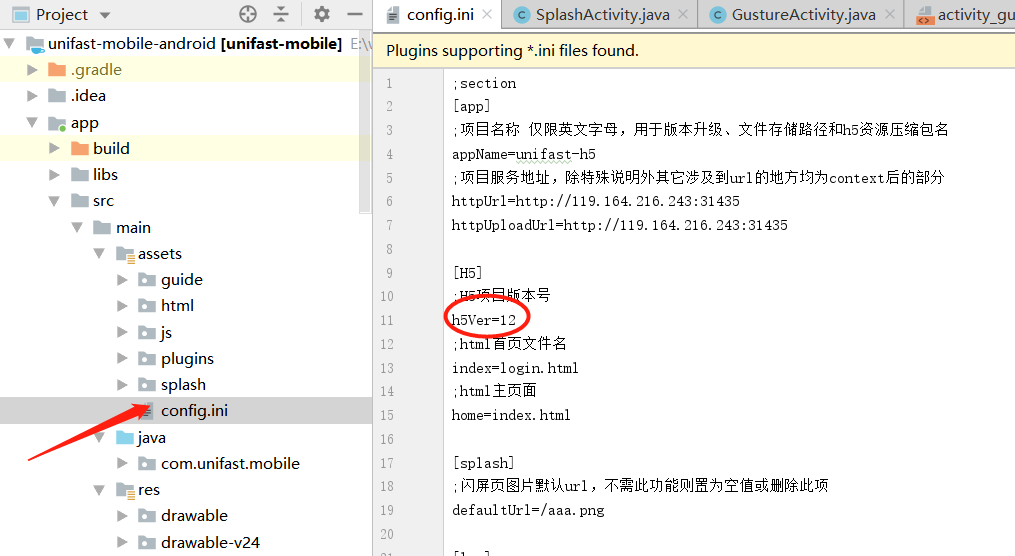 Project
unifast-mobile-android [unifast-mobile]
.gradle
.idea
app
build
libs
src
main
assets
guide
html
js
plugins
splash
config.ini
java
com.unifast.mobile
res
drawable
drawable-v24
config.ini
SplashActivity.java
GustureActivity.java
activity_gu
Plugins supporting *.ini files found.
1 ;section
2 [app]
3 ;项目名称 仅限英文字母，用于版本升级、文件存储路径和h5资源压缩包名
4 appName=unifast-h5
5 ;项目服务地址，除特殊说明外其它涉及到url的地方均为context后的部分
6 httpUrl=http://119.164.216.243:31435
7 httpUploadUrl=http://119.164.216.243:31435
8
9 [H5]
10 ;H5项目版本号
11 h5Ver=12
12 ;html首页文件名
13 index=login.html
14 ;html主页面
15 home=index.html
16
17 [splash]
18 ;闪屏页图片默认url，不需此功能则置为空值或删除此项
19 defaultUrl=/aaa.png
20